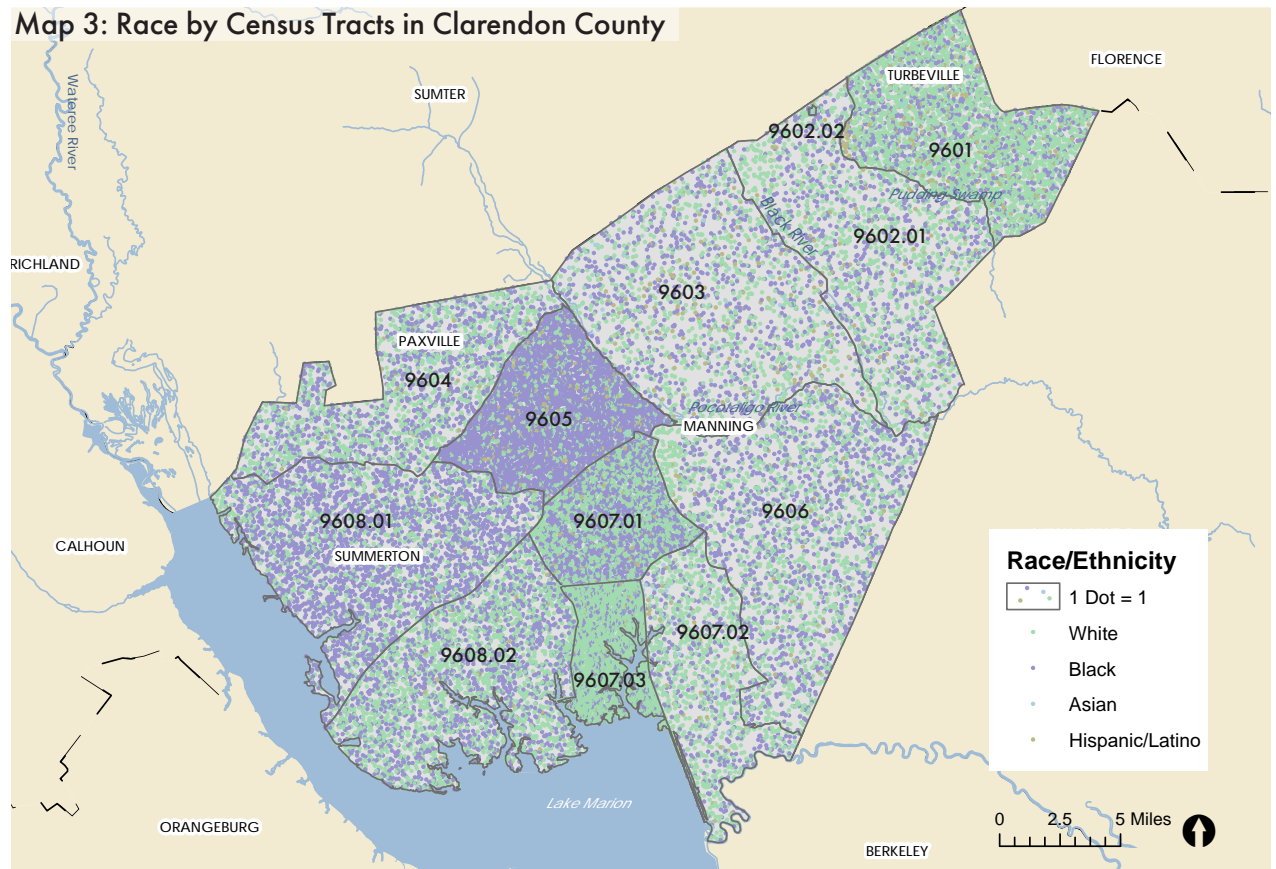 Map 3: Race by Census Tracts in Clarendon County
FLORENCE
TURBEVILLE
Wateree River
SUMTER
9602.02
9601
Pudding Swamp
Black River
9602.01
RICHLAND
9603
PAXVILLE
9604
Pocotaligo River
9605
MANNING
9606
9608.01
9607.01
CALHOUN
SUMMERTON
9607.02
9608.02
9607.03
Lake Marion
ORANGEBURG
BERKELEY
Race/Ethnicity
1 Dot = 1
White
Black
Asian
Hispanic/Latino
0 2.5 5 Miles